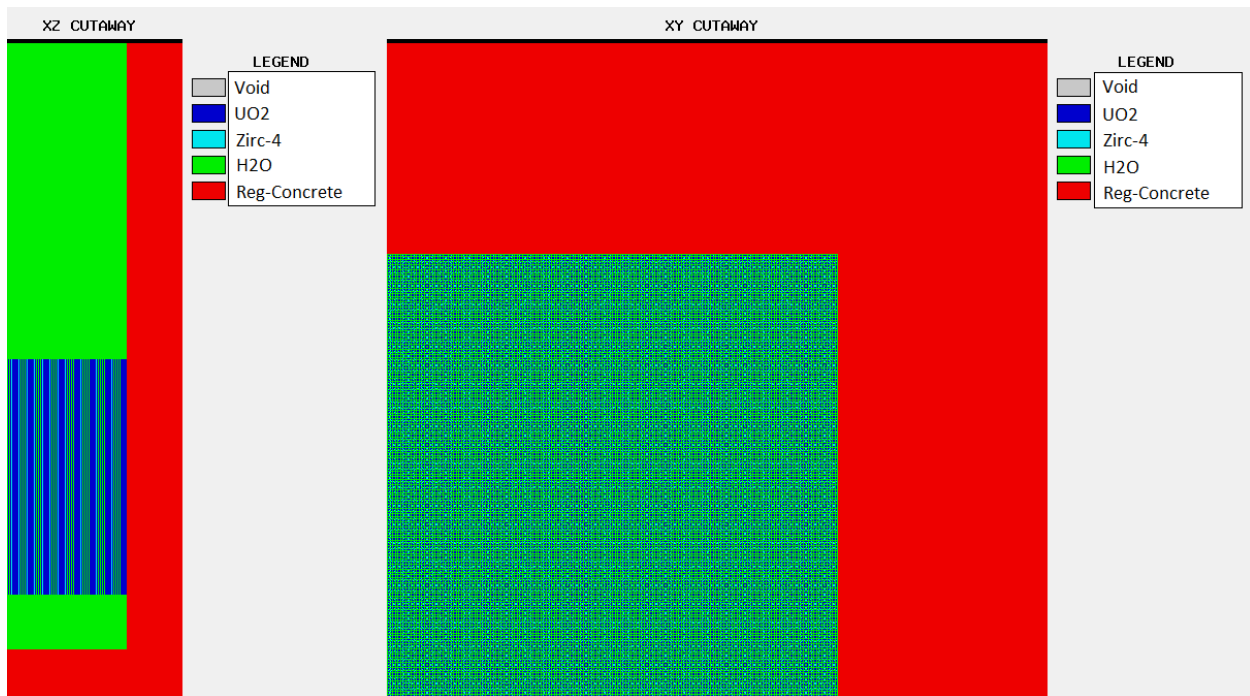 XZ CUTAWAY
LEGEND
Void
UO2
Zirc-4
H2O
Reg-Concrete
XY CUTAWAY
LEGEND
Void
UO2
Zirc-4
H2O
Reg-Concrete